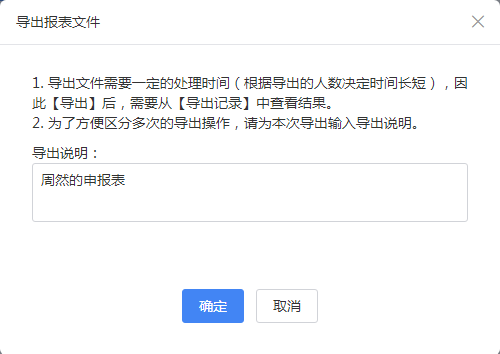 导出报表文件
1. 导出文件需要一定的处理时间（根据导出的人数决定时间长短），因
此【导出】后，需要从【导出记录】中查看结果。
2. 为了方便区分多次的导出操作，请为本次导出输入导出说明。
导出说明：
周然的申报表
确定
取消